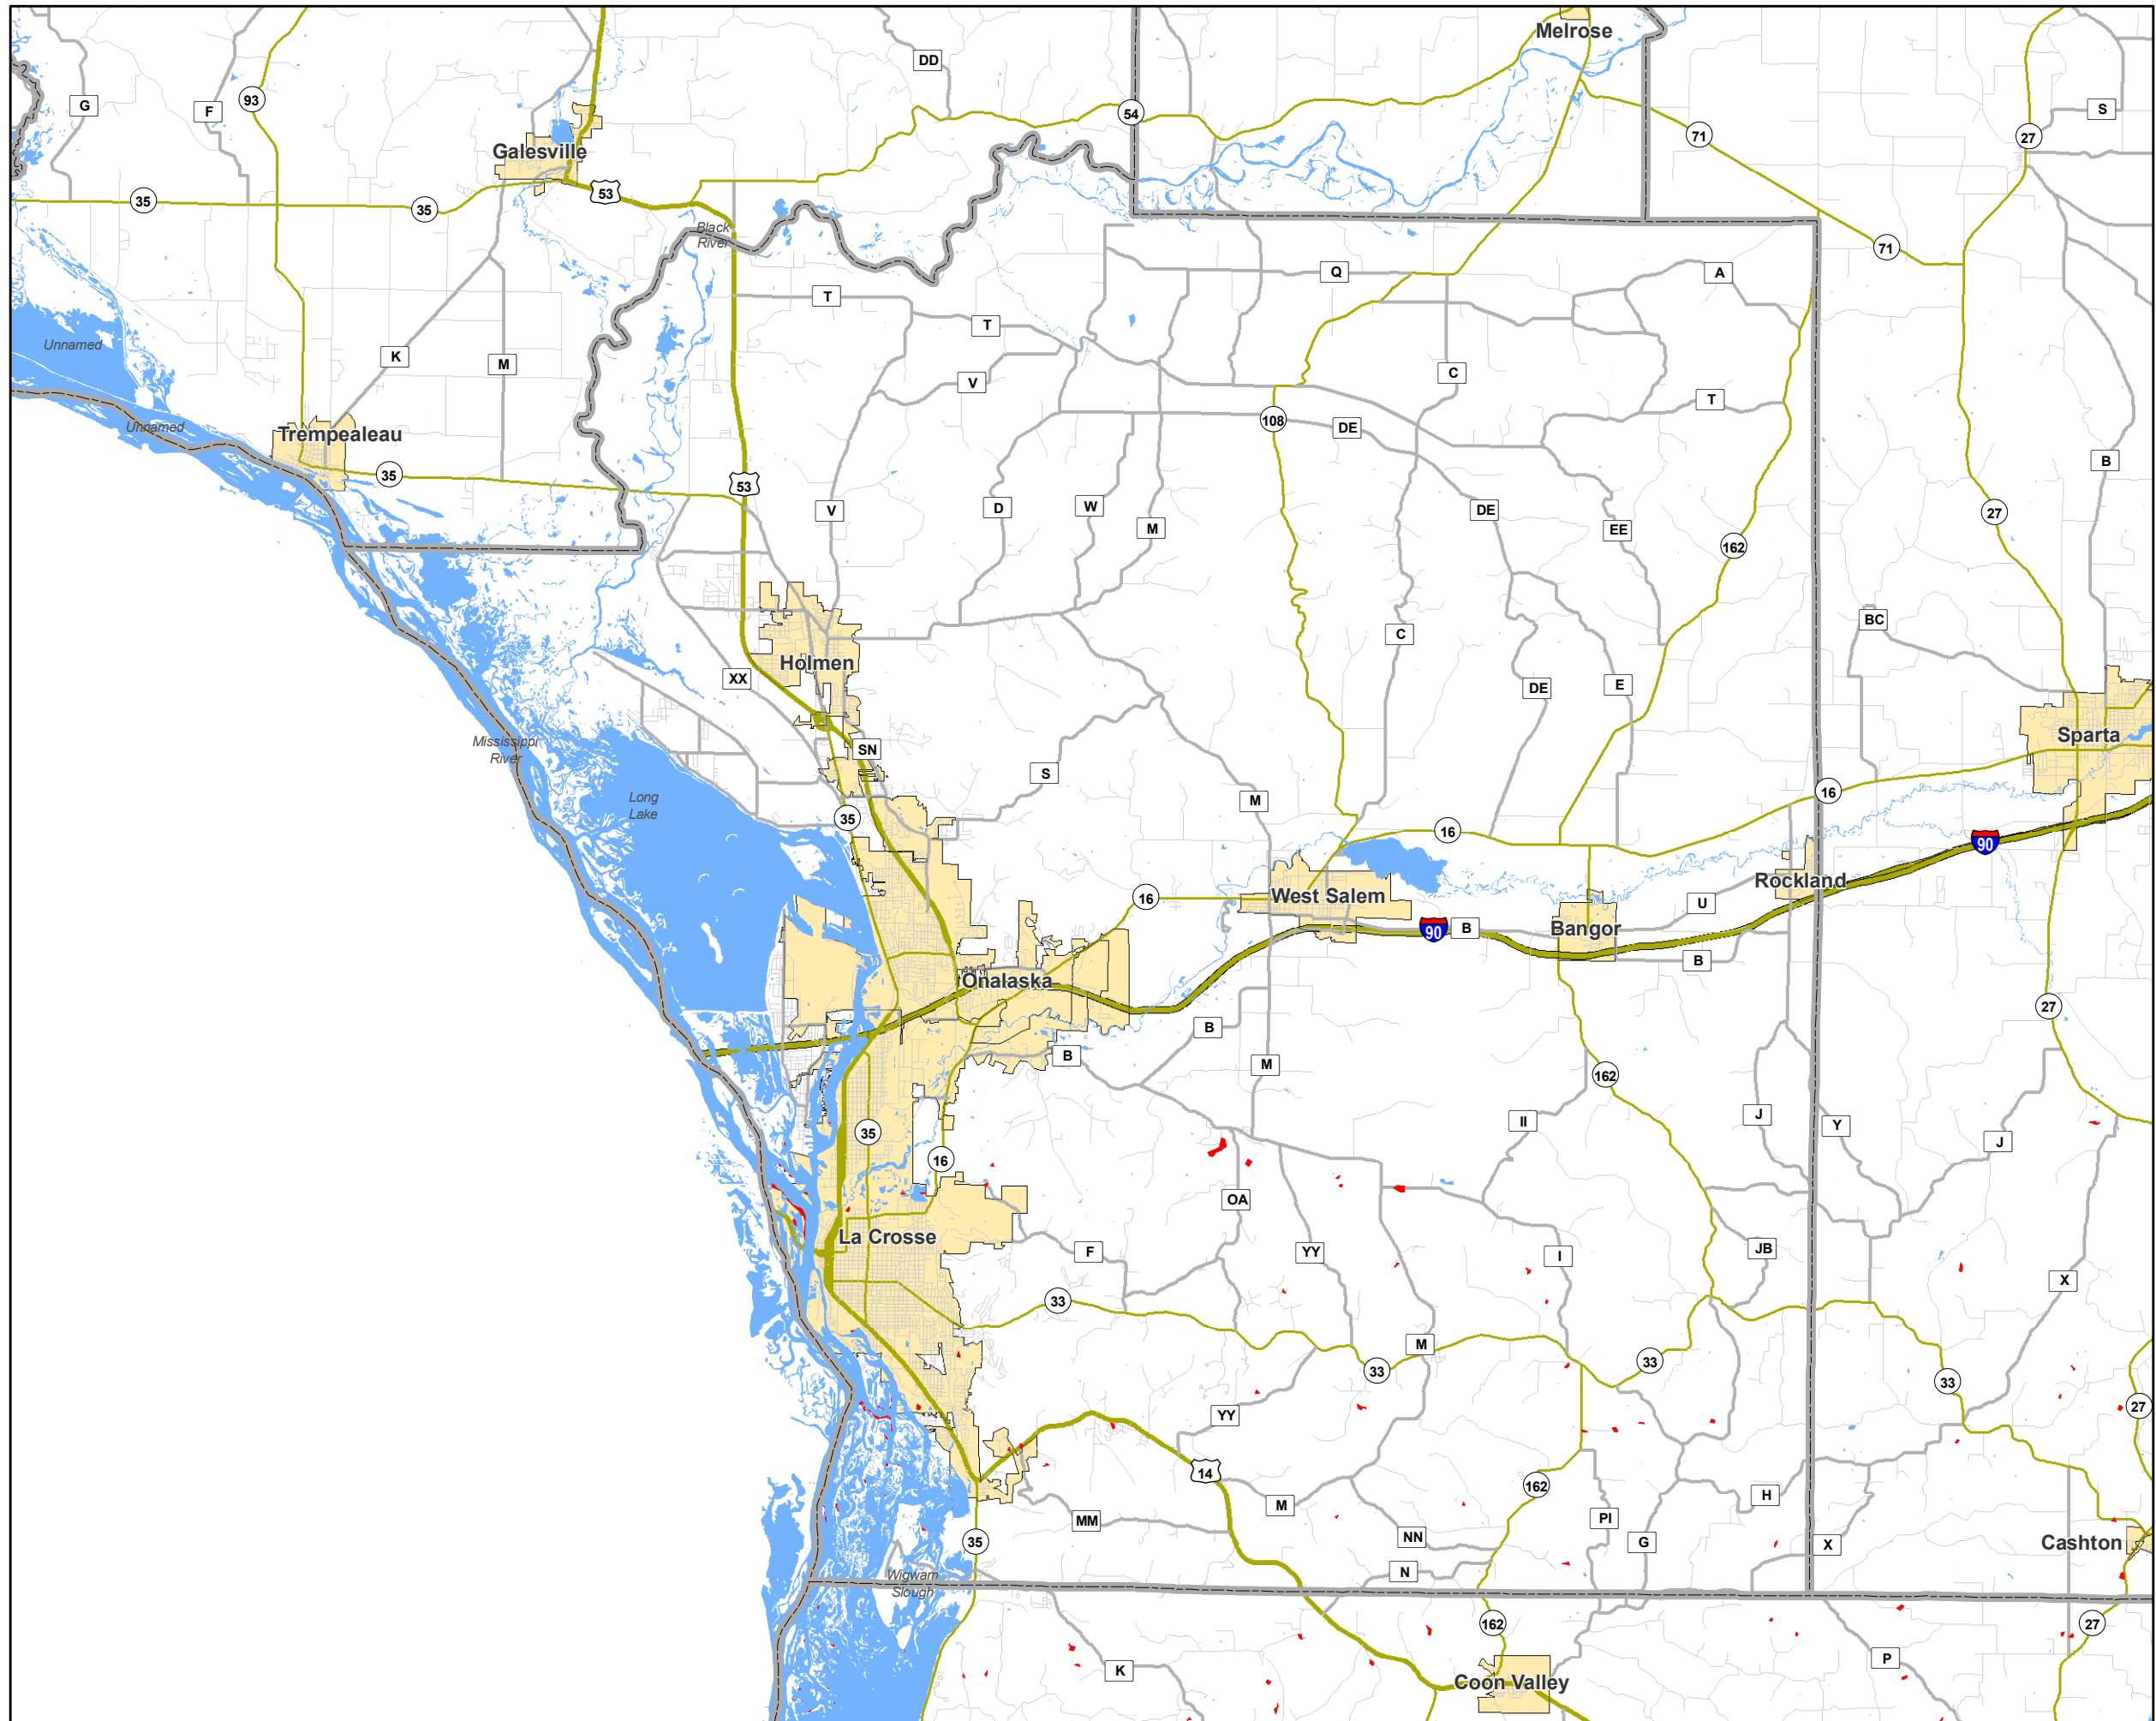 Melrose
DD
G
F
93
54
S
71
27
Galesville
35
35
53
Black
River
71
Q
A
T
T
Unnamed
K
M
V
C
T
Unnamed
Trempealeau
108
DE
35
53
B
V
D
W
M
DE
EE
27
162
BC
C
Holmen
XX
DE
E
Sparta
Mississippi
River
SN
S
Long
Lake
M
16
35
16
90
West Salem
Rockland
16
U
90
B
Bangor
B
Onalaska
27
B
B
M
162
35
II
J
Y
J
16
OA
La Crosse
F
YY
I
JB
X
33
M
33
33
33
27
YY
14
M
162
H
MM
PI
NN
G
35
X
Cashton
N
Wigwam
Slough
162
27
K
P
Coon Valley